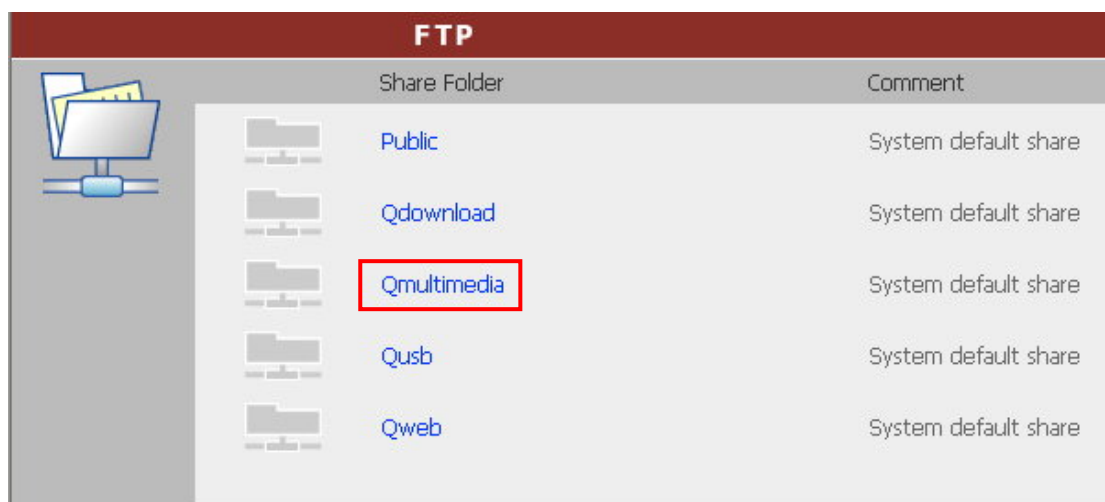 FTP
Share Folder Comment
Public System default share
Qdownload System default share
Qmultimedia System default share
Qusb System default share
Qweb System default share